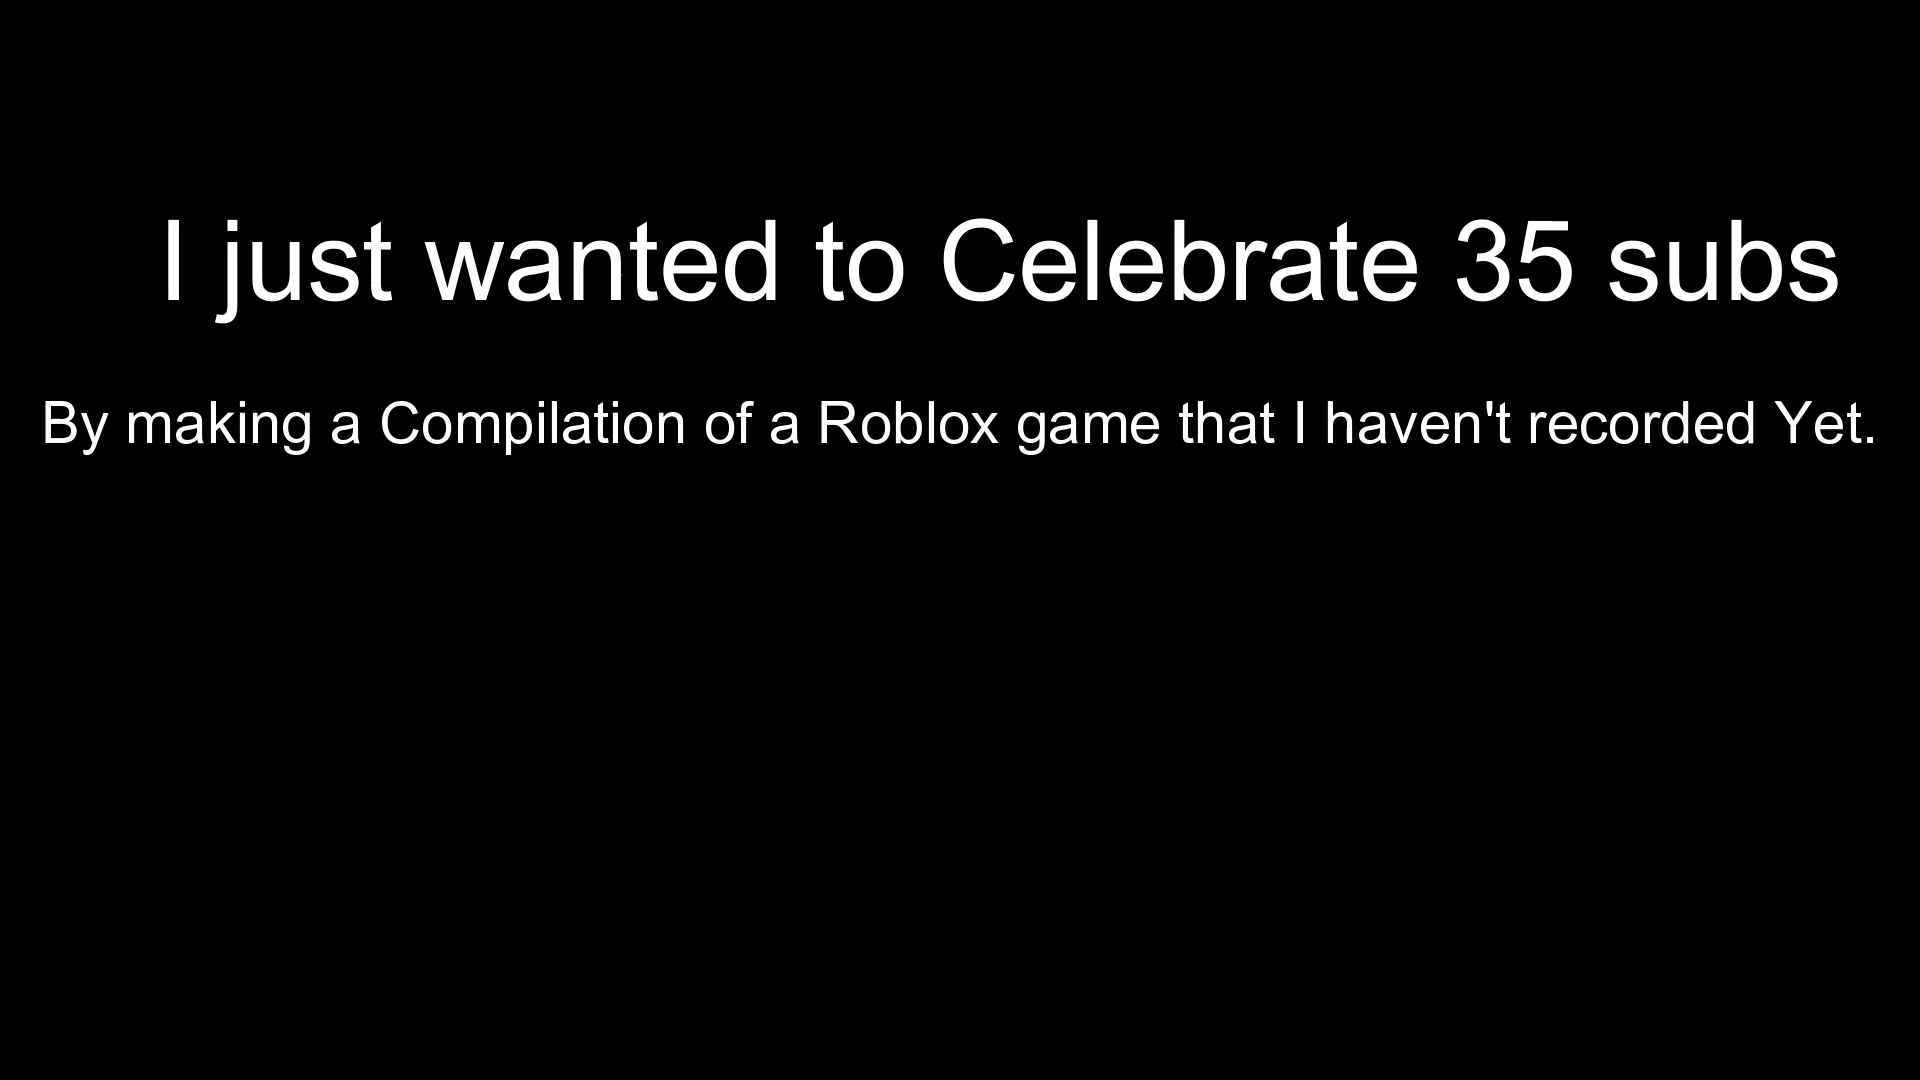 I just wanted to Celebrate 35 subs
By making a Compilation of a Roblox game that I haven't recorded Yet.